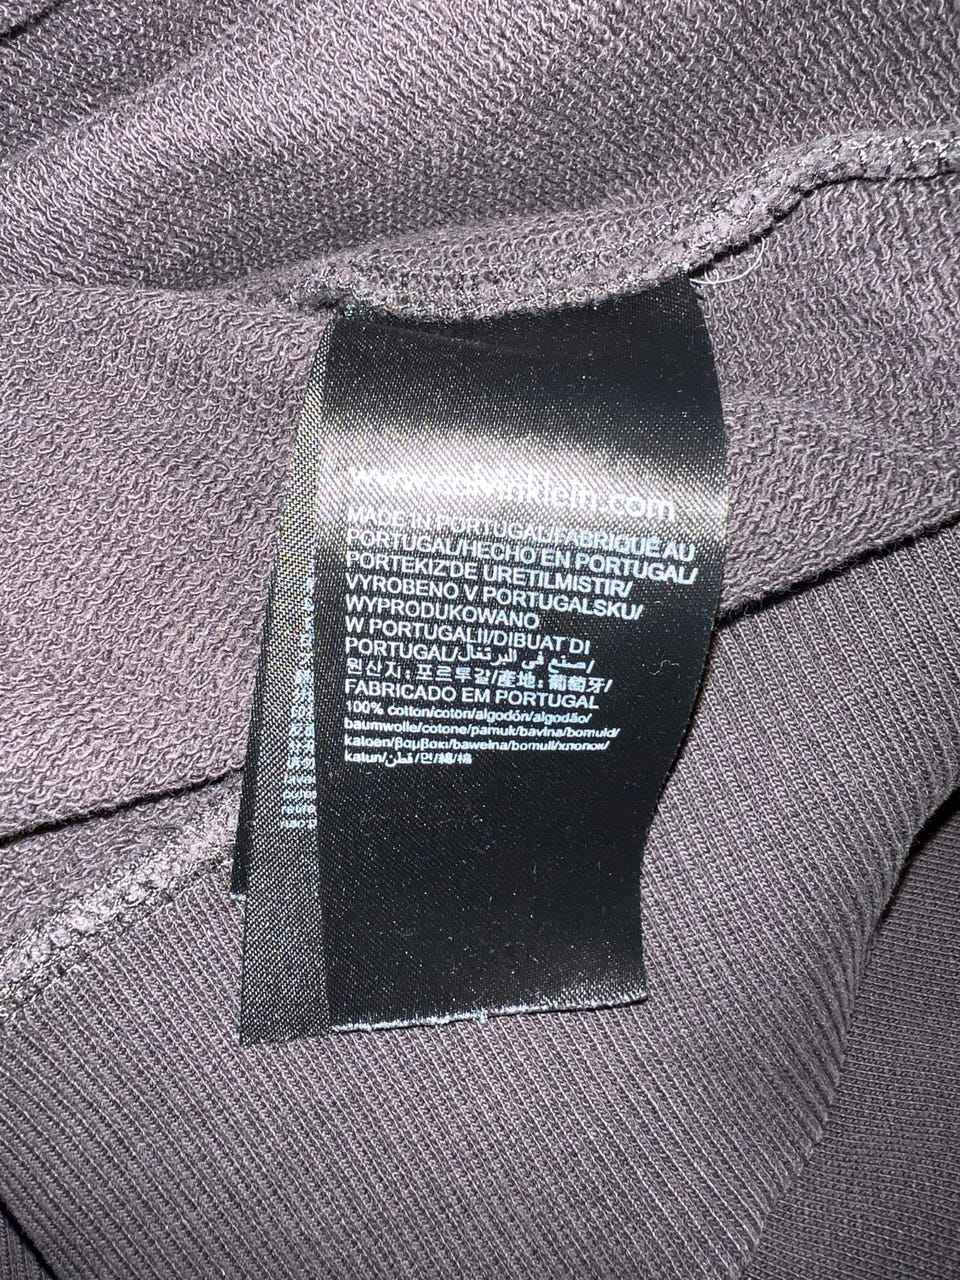 www.calvinklein.com
MADE IN PORTUGAL/FABRIQUÉ AU
PORTUGAL/HECHO EN PORTUGAL/
PORTEKIZ'DE URETILMISTIR/
VYROBENO V PORTUGALSKU/
WYPRODUKOWANO
W PORTUGALII/DIBUAT DI
PORTUGAL/صنع في البرتغال/
원산지: 포르투갈/產地: 葡萄牙/
FABRICADO EM PORTUGAL
100% cotton/coton/algodón/algodão/
baumwolle/cotone/pamuk/bavlna/bomuld/
katoen/βαμβακι/bawełna/bomull/хлопок/
katun/قطن/면/綿/棉